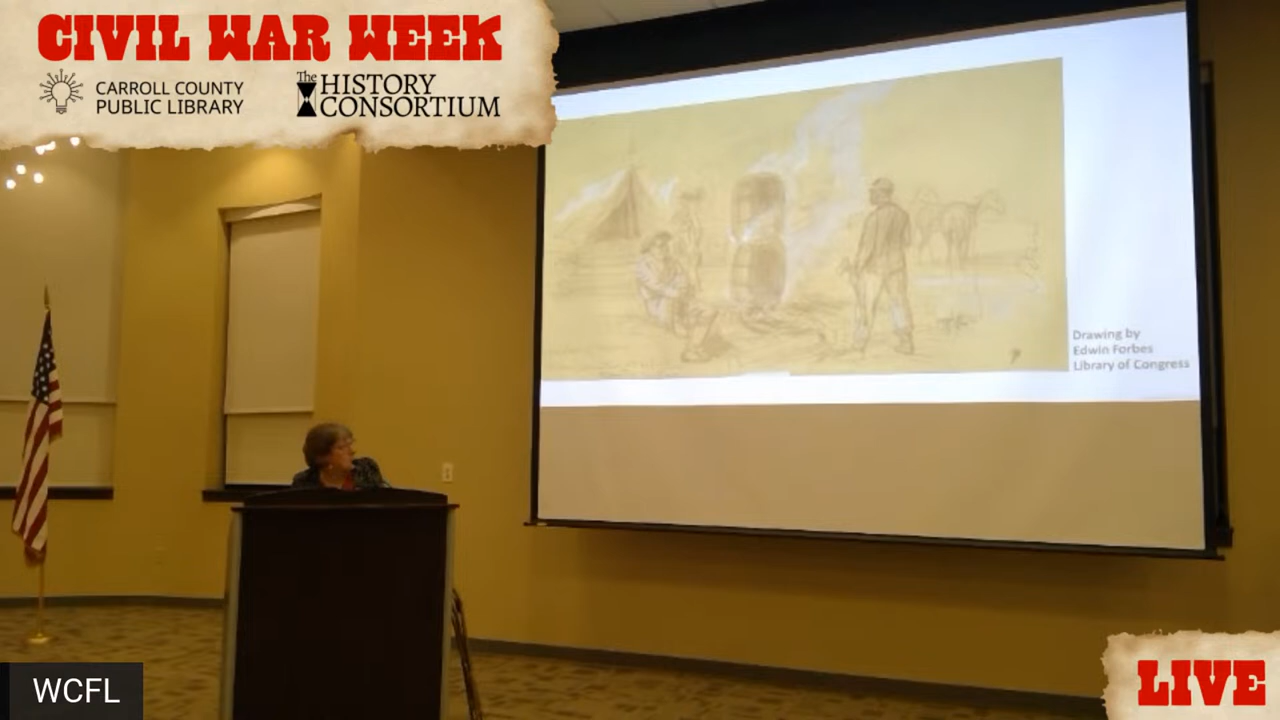 CIVIL WAR WEEK
CARROLL COUNTY
PUBLIC LIBRARY
The HISTORY
CONSORTIUM
Drawing by
Edwin Forbes
Library of Congress
WCFL
LIVE